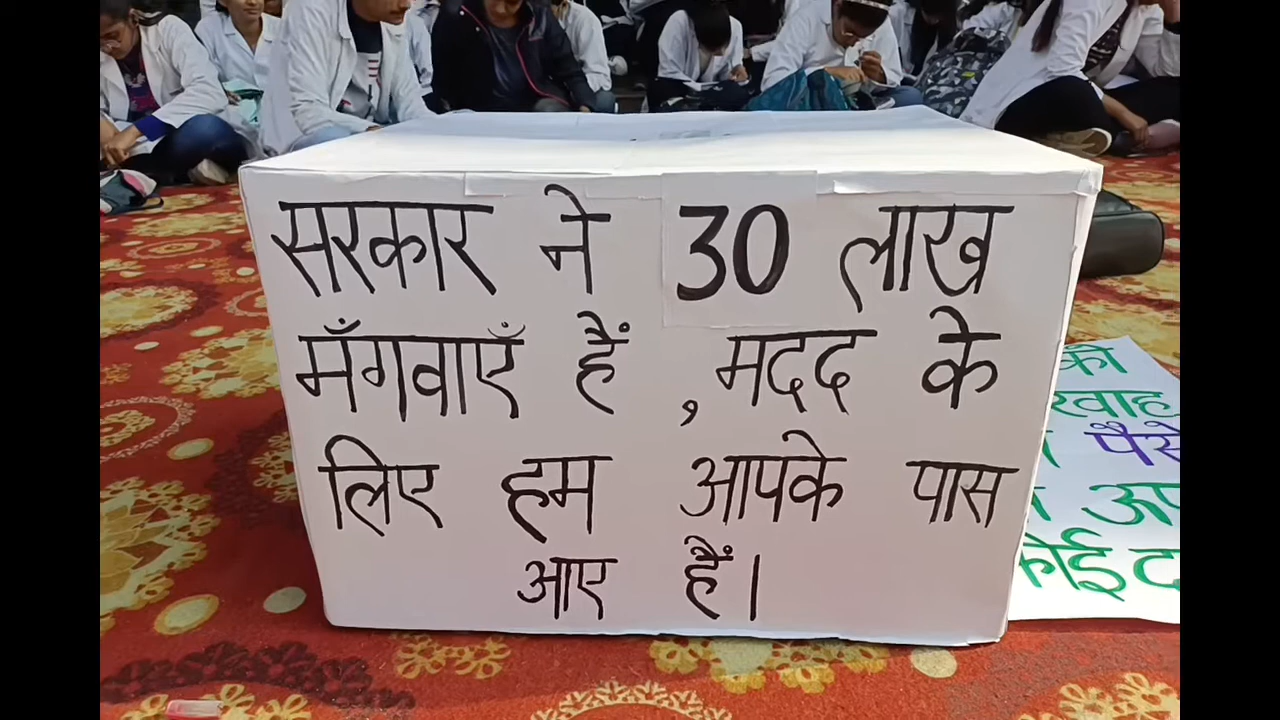 सरकार ने 30 लाख
मँगवाएँ हैं ,मदद के
लिए हम आपके पास
आए हैं।
को
पैसे
कोई